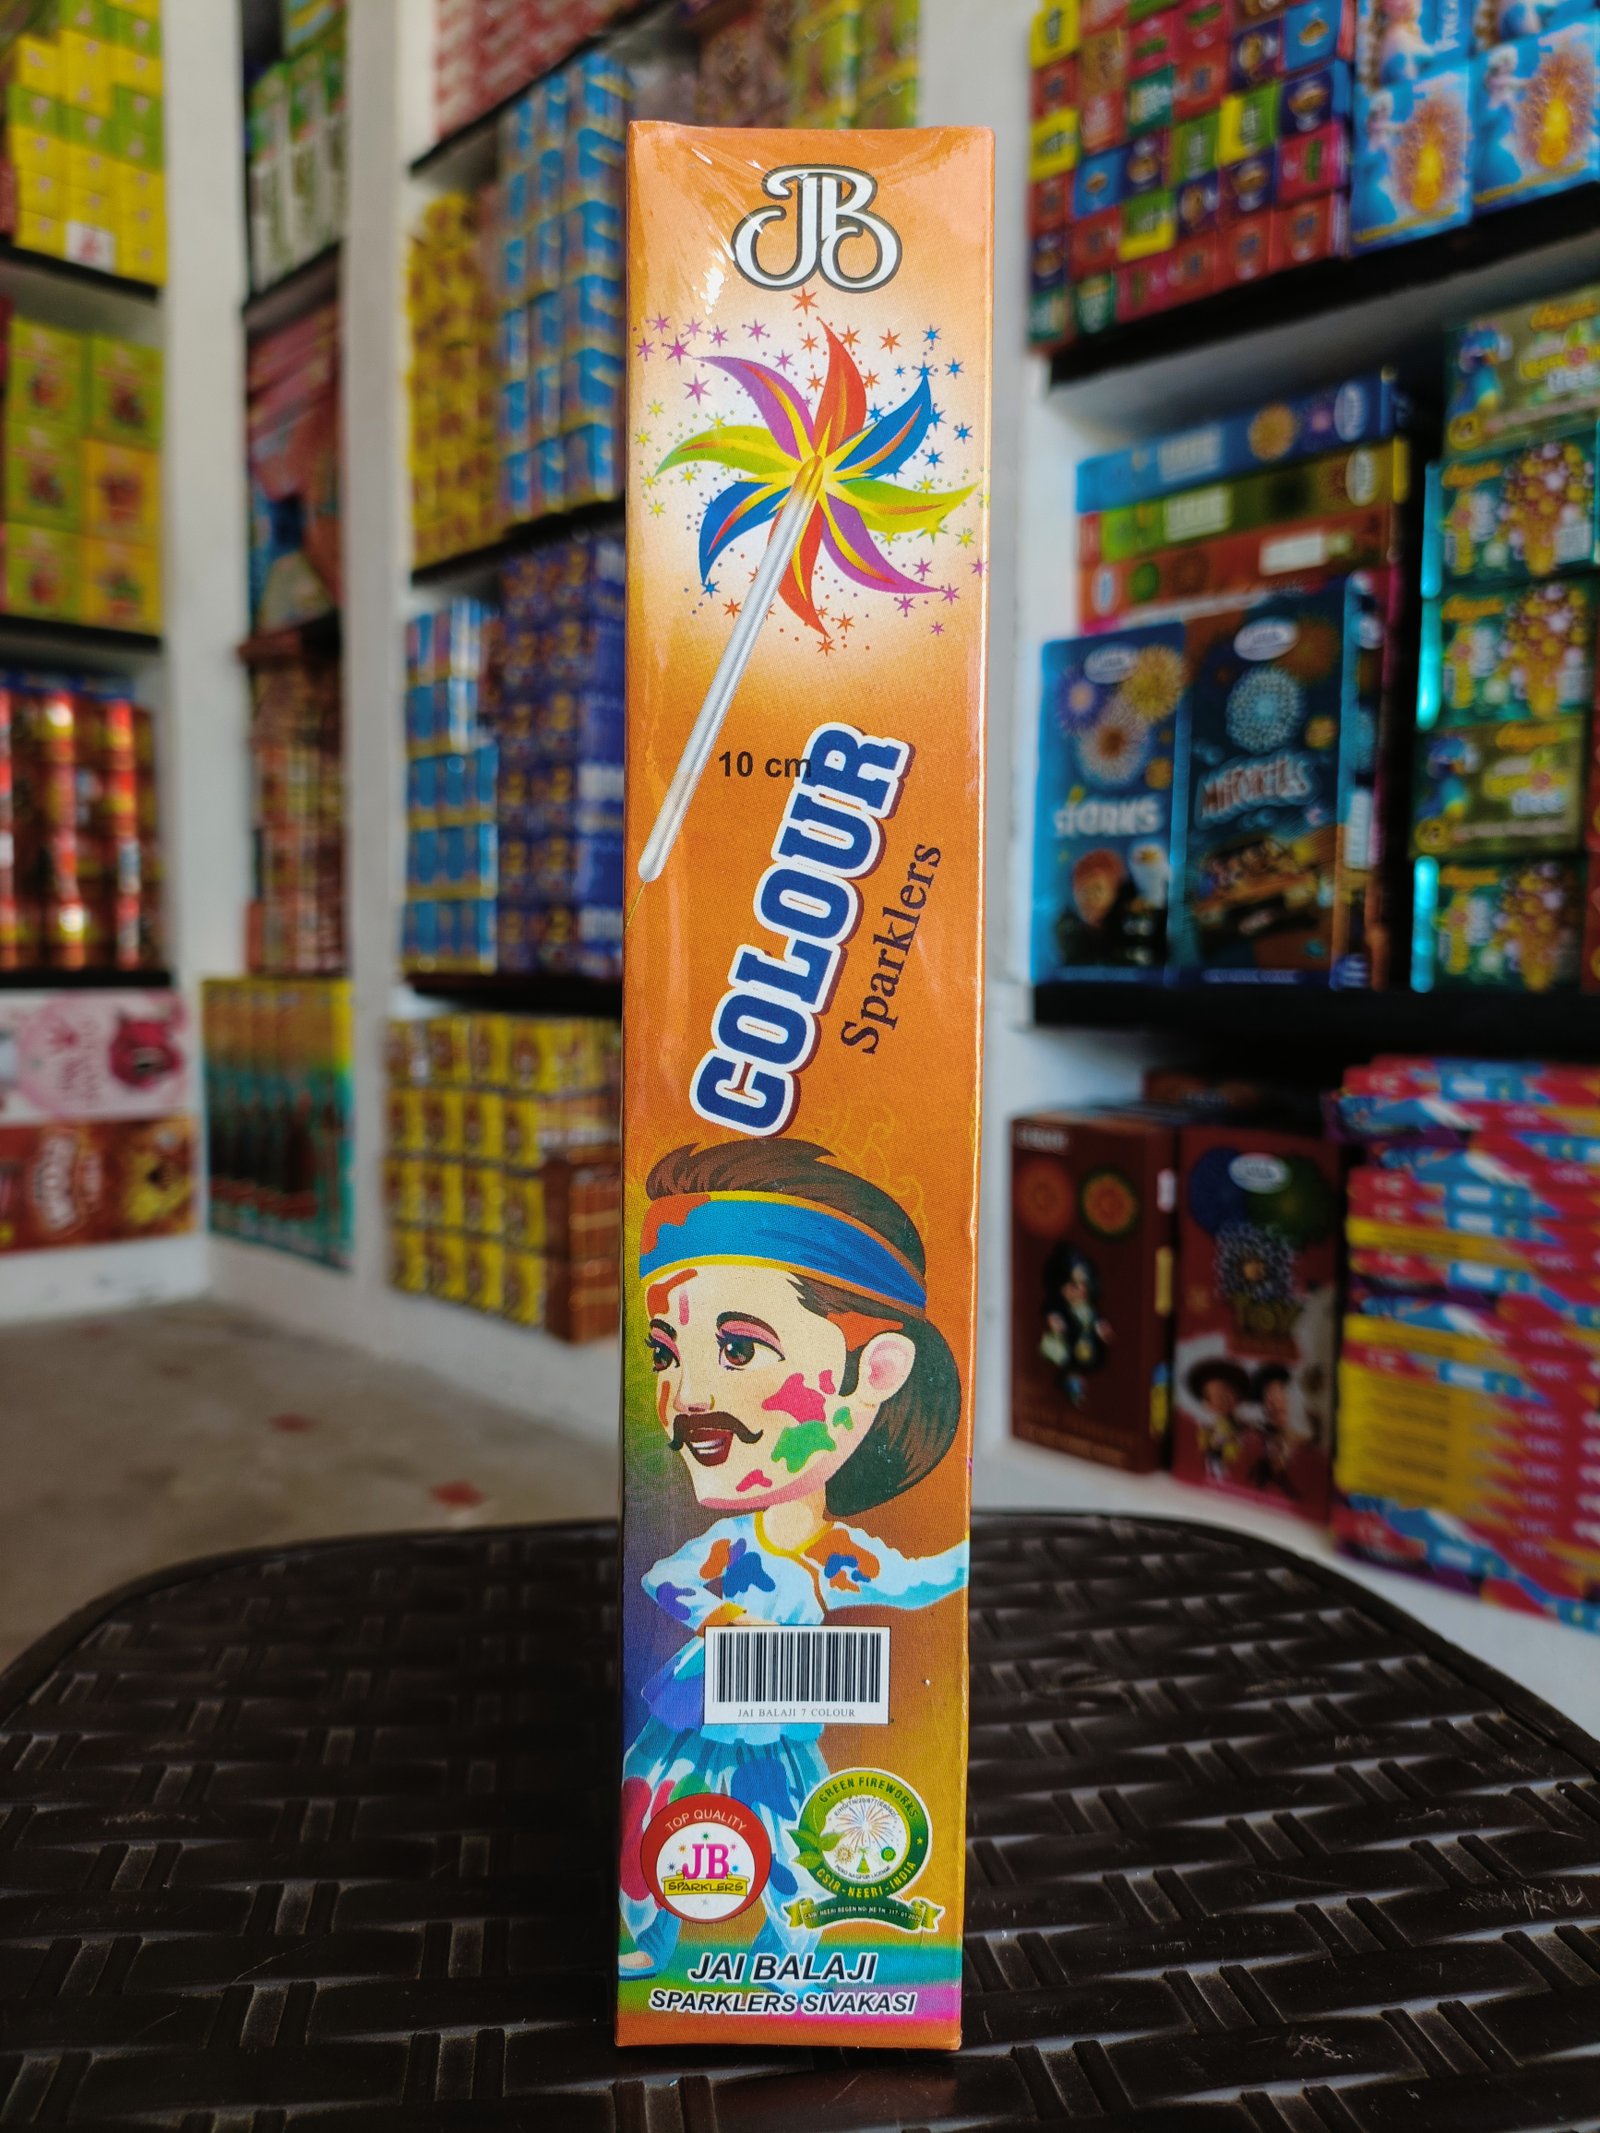 JB
10 cm
COLOUR
Sparklers
JAI BALAJI 7 COLOUR
TOP QUALITY
JB
SPARKLERS
GREEN FIREWORKS
CSIR - NEERI - INDIA
JAI BALAJI
SPARKLERS SIVAKASI